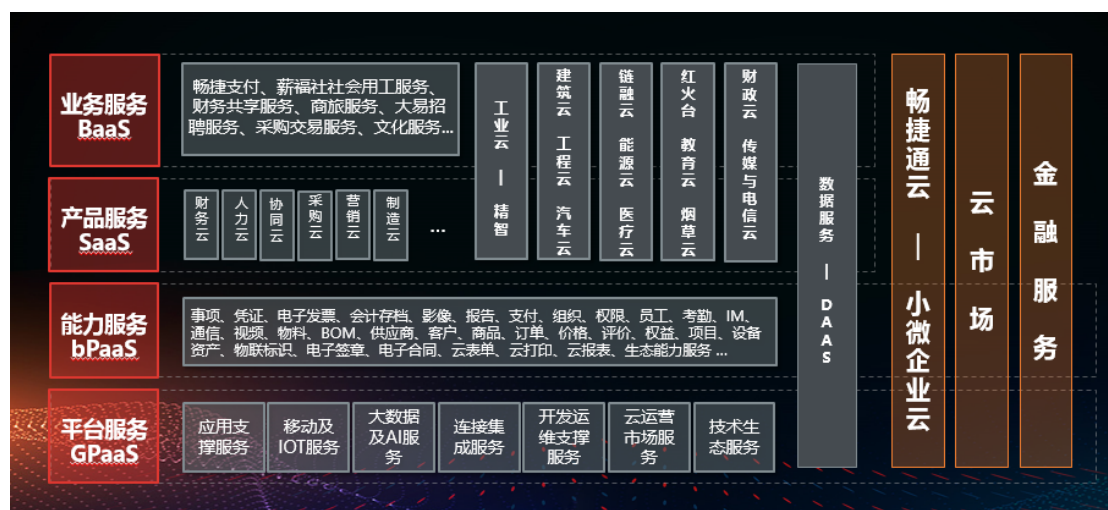 业务服务
BaaS
畅捷支付、薪福社社会用工服务、
财务共享服务、商旅服务、大易招
聘服务、采购交易服务、文化服务...
产品服务
SaaS
财务云
人力云
协同云
采购云
营销云
制造云
...
工业云 | 精智
建筑云 工程云 汽车云
链融云 能源云 医疗云
红火台 教育云 烟草云
财政云 传媒与电信云
数据服务 | DAAS
畅捷通云 | 小微企业云
云市场
金融服务
能力服务
bPaaS
事项、凭证、电子发票、会计存档、影像、报告、支付、组织、权限、员工、考勤、IM、
通信、视频、物料、BOM、供应商、客户、商品、订单、价格、评价、权益、项目、设备
资产、物联标识、电子签章、电子合同、云表单、云打印、云报表、生态能力服务 ...
平台服务
GPaaS
应用支
撑服务
移动及
IOT服务
大数据
及AI服
务
连接集
成服务
开发运
维支撑
服务
云运营
市场服
务
技术生
态服务